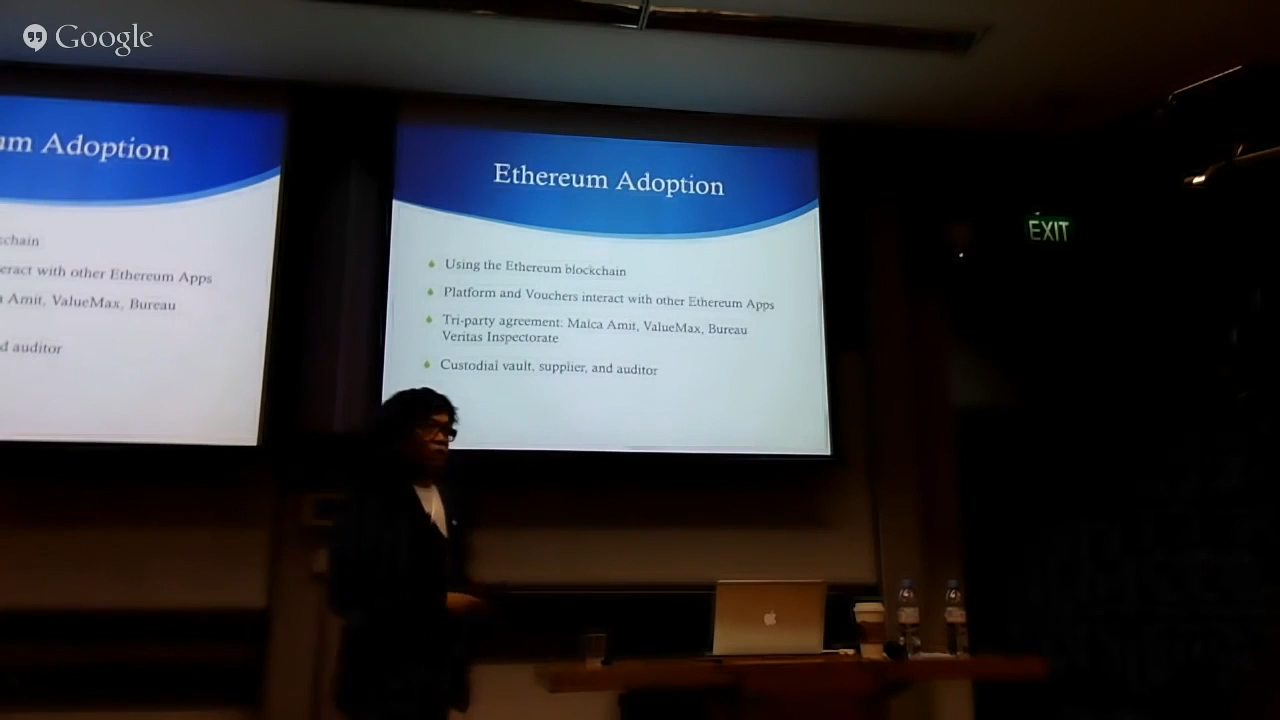 Google
um Adoption
chain
eract with other Ethereum Apps
a Amit, ValueMax, Bureau
d auditor
Ethereum Adoption
Using the Ethereum blockchain
Platform and Vouchers interact with other Ethereum Apps
Tri-party agreement: Malca Amit, ValueMax, Bureau
Veritas Inspectorate
Custodial vault, supplier, and auditor
EXIT